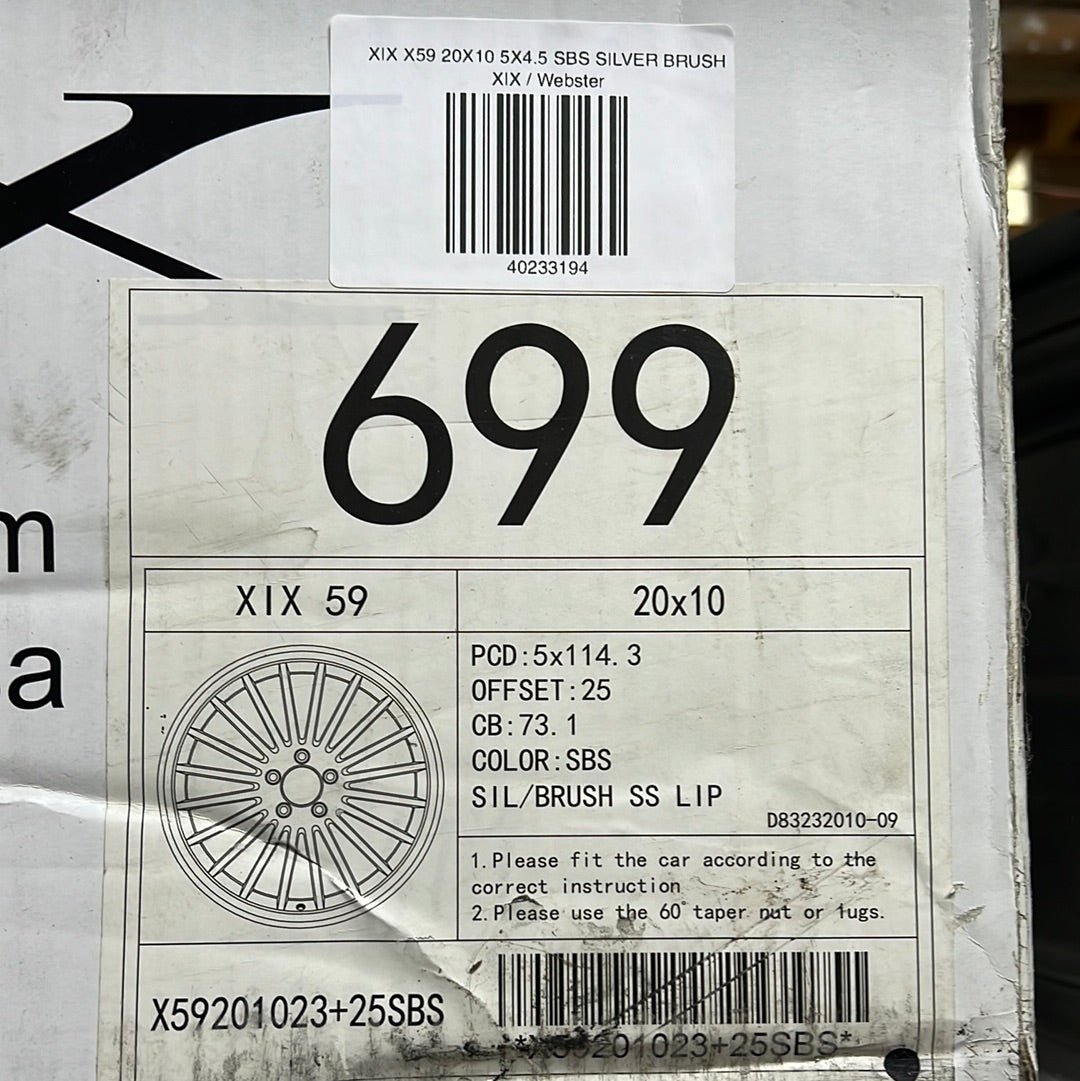 XIX X59 20X10 5X4.5 SBS SILVER BRUSH
XIX / Webster
40233194
X
699
m
a
XIX 59
20x10
PCD:5x114.3
OFFSET:25
CB:73.1
COLOR:SBS
SIL/BRUSH SS LIP
D83232010-09
1.Please fit the car according to the
correct instruction
2.Please use the 60°taper nut or lugs.
X59201023+25SBS
*X59201023+25SBS*